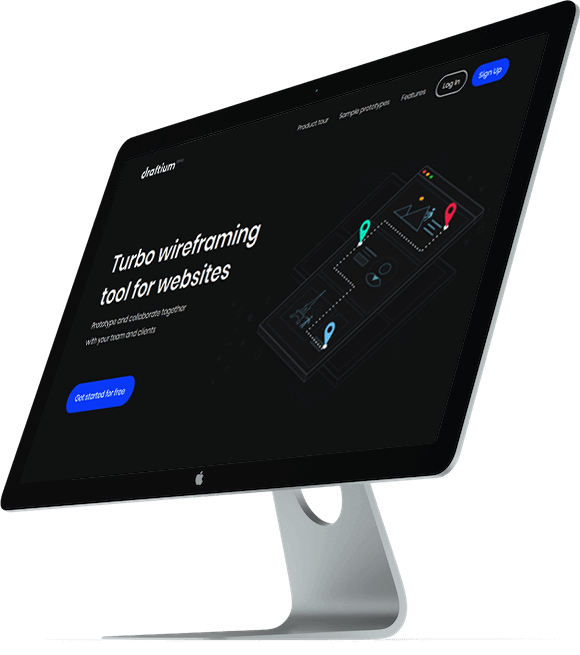 Product tour
Sample prototypes
Features
Log In
Sign Up
draftium
Turbo wireframing
tool for websites
Prototype and collaborate together
with your team and clients
Get started for free